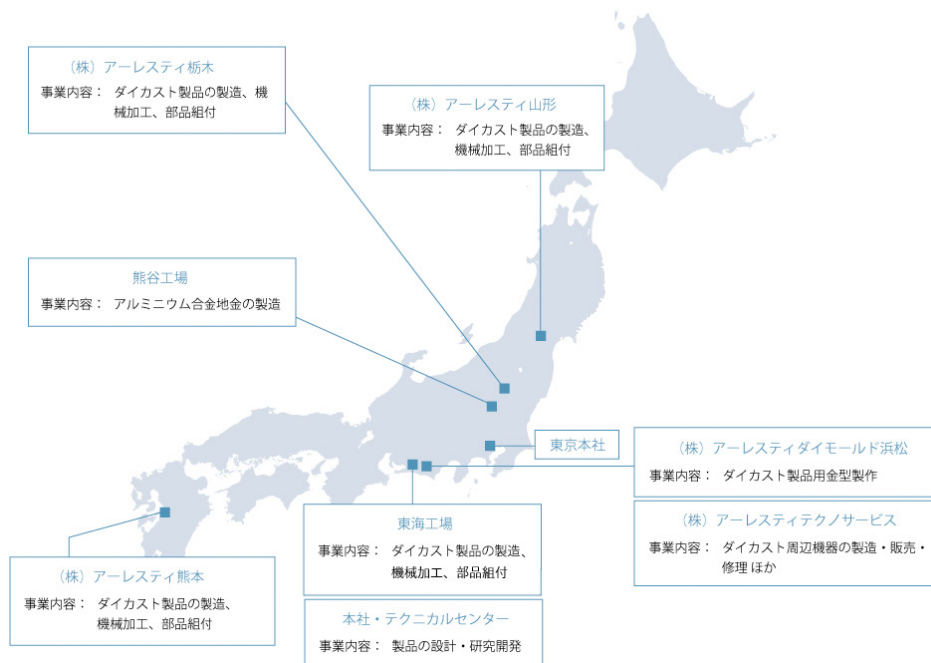 (株)アーレスティ栃木
事業内容： ダイカスト製品の製造、機
械加工、部品組付
(株)アーレスティ山形
事業内容： ダイカスト製品の製造、
機械加工、部品組付
熊谷工場
事業内容： アルミニウム合金地金の製造
東京本社
(株)アーレスティダイモールド浜松
事業内容： ダイカスト製品用金型製作
(株)アーレスティテクノサービス
事業内容： ダイカスト周辺機器の製造・販売・
修理 ほか
東海工場
事業内容： ダイカスト製品の製造、
機械加工、部品組付
本社・テクニカルセンター
事業内容： 製品の設計・研究開発
(株)アーレスティ熊本
事業内容： ダイカスト製品の製造、
機械加工、部品組付